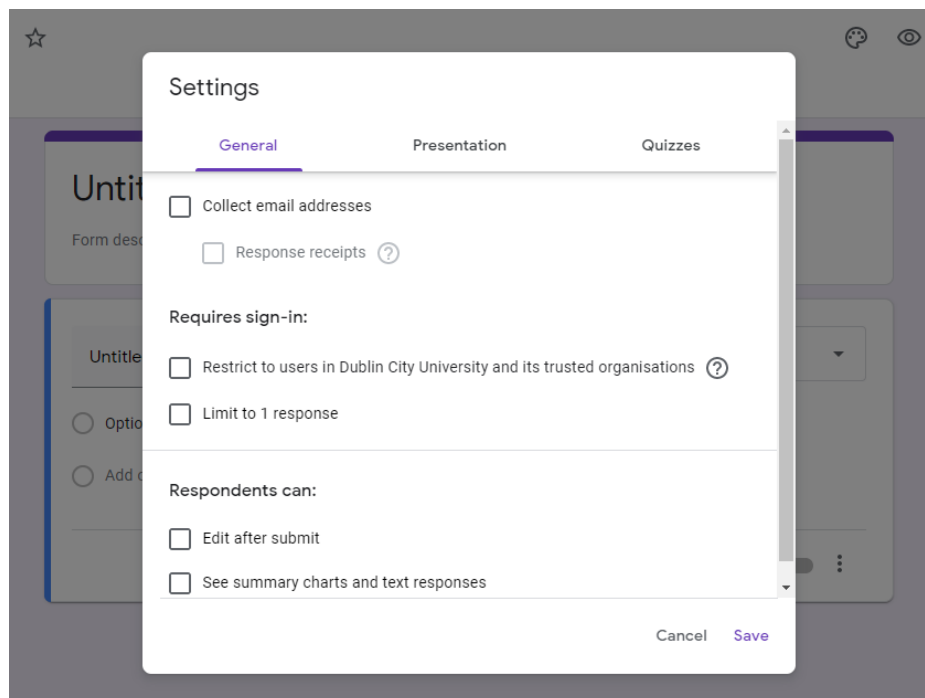 Settings
General Presentation Quizzes
Untit
Collect email addresses
Form desc
Response receipts ?
Requires sign-in:
Untitle
Restrict to users in Dublin City University and its trusted organisations ?
Limit to 1 response
Optio
Add
Respondents can:
Edit after submit
See summary charts and text responses
Cancel Save